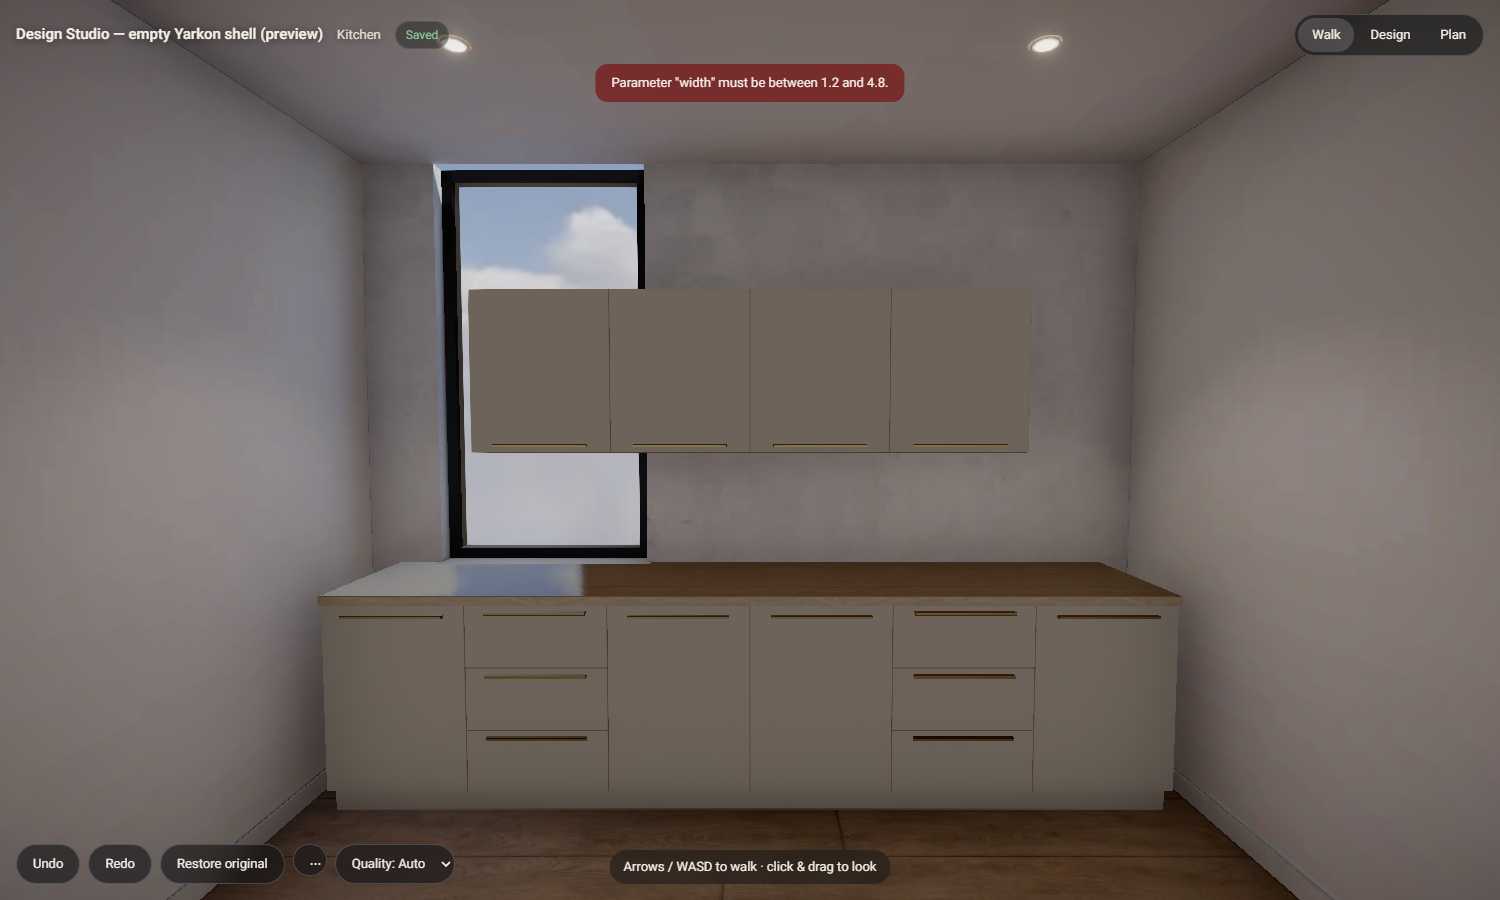 Design Studio — empty Yarkon shell (preview) Kitchen Saved
Walk Design Plan
Parameter "width" must be between 1.2 and 4.8.
Undo Redo Restore original ... Quality: Auto
Arrows / WASD to walk · click & drag to look